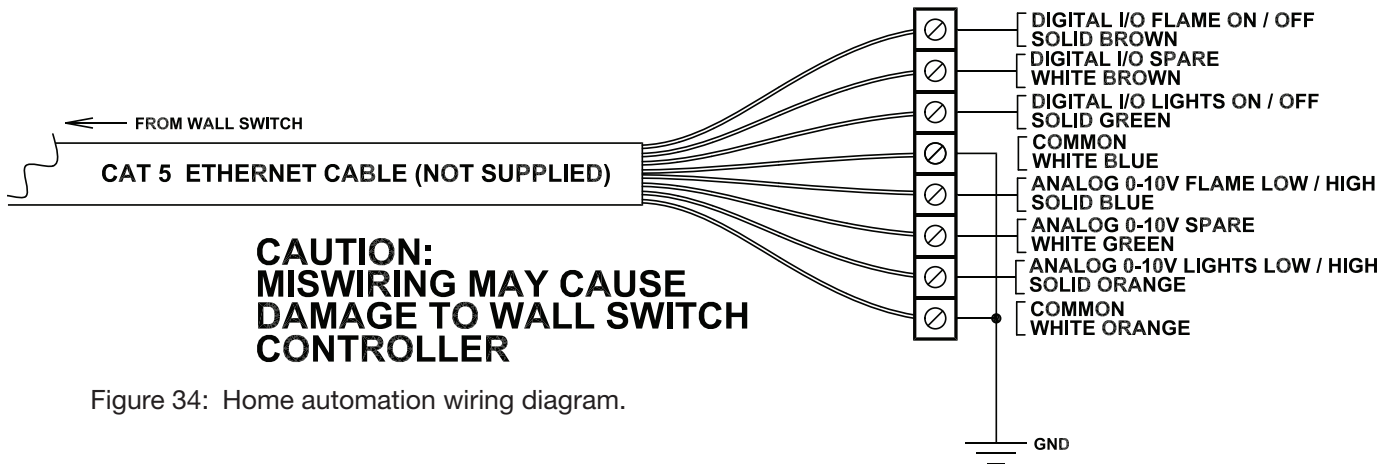 DIGITAL I/O FLAME ON / OFF
SOLID BROWN
DIGITAL I/O SPARE
WHITE BROWN
DIGITAL I/O LIGHTS ON / OFF
SOLID GREEN
COMMON
WHITE BLUE
ANALOG 0-10V FLAME LOW / HIGH
SOLID BLUE
ANALOG 0-10V SPARE
WHITE GREEN
ANALOG 0-10V LIGHTS LOW / HIGH
SOLID ORANGE
COMMON
WHITE ORANGE
FROM WALL SWITCH
CAT 5 ETHERNET CABLE (NOT SUPPLIED)
CAUTION:
MISWIRING MAY CAUSE
DAMAGE TO WALL SWITCH
CONTROLLER
GND
Figure 34: Home automation wiring diagram.